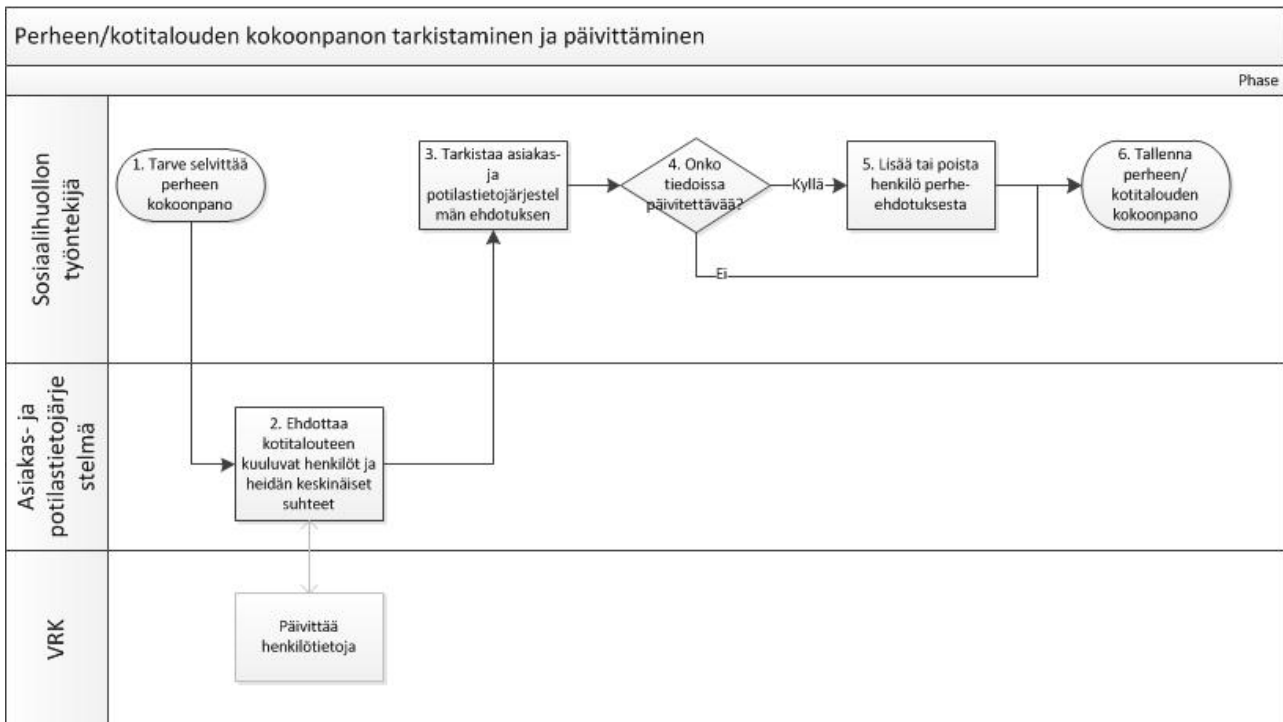 Perheen/kotitalouden kokoonpanon tarkistaminen ja päivittäminen
Phase
Sosiaalihuollon
työntekijä
1. Tarve selvittää
perheen
kokoonpano
3. Tarkistaa asiakas-
ja
potilastietojärjestel
män ehdotuksen
4. Onko
tiedoissa
päivitettävää?
Kyllä
5. Lisää tai poista
henkilö perhe-
ehdotuksesta
6. Tallenna
perheen/
kotitalouden
kokoonpano
Ei
Asiakas- ja
potilastietojärje
stelmä
2. Ehdottaa
kotitalouteen
kuuluvat henkilöt ja
heidän keskinäiset
suhteet
VRK
Päivittää
henkilötietoja